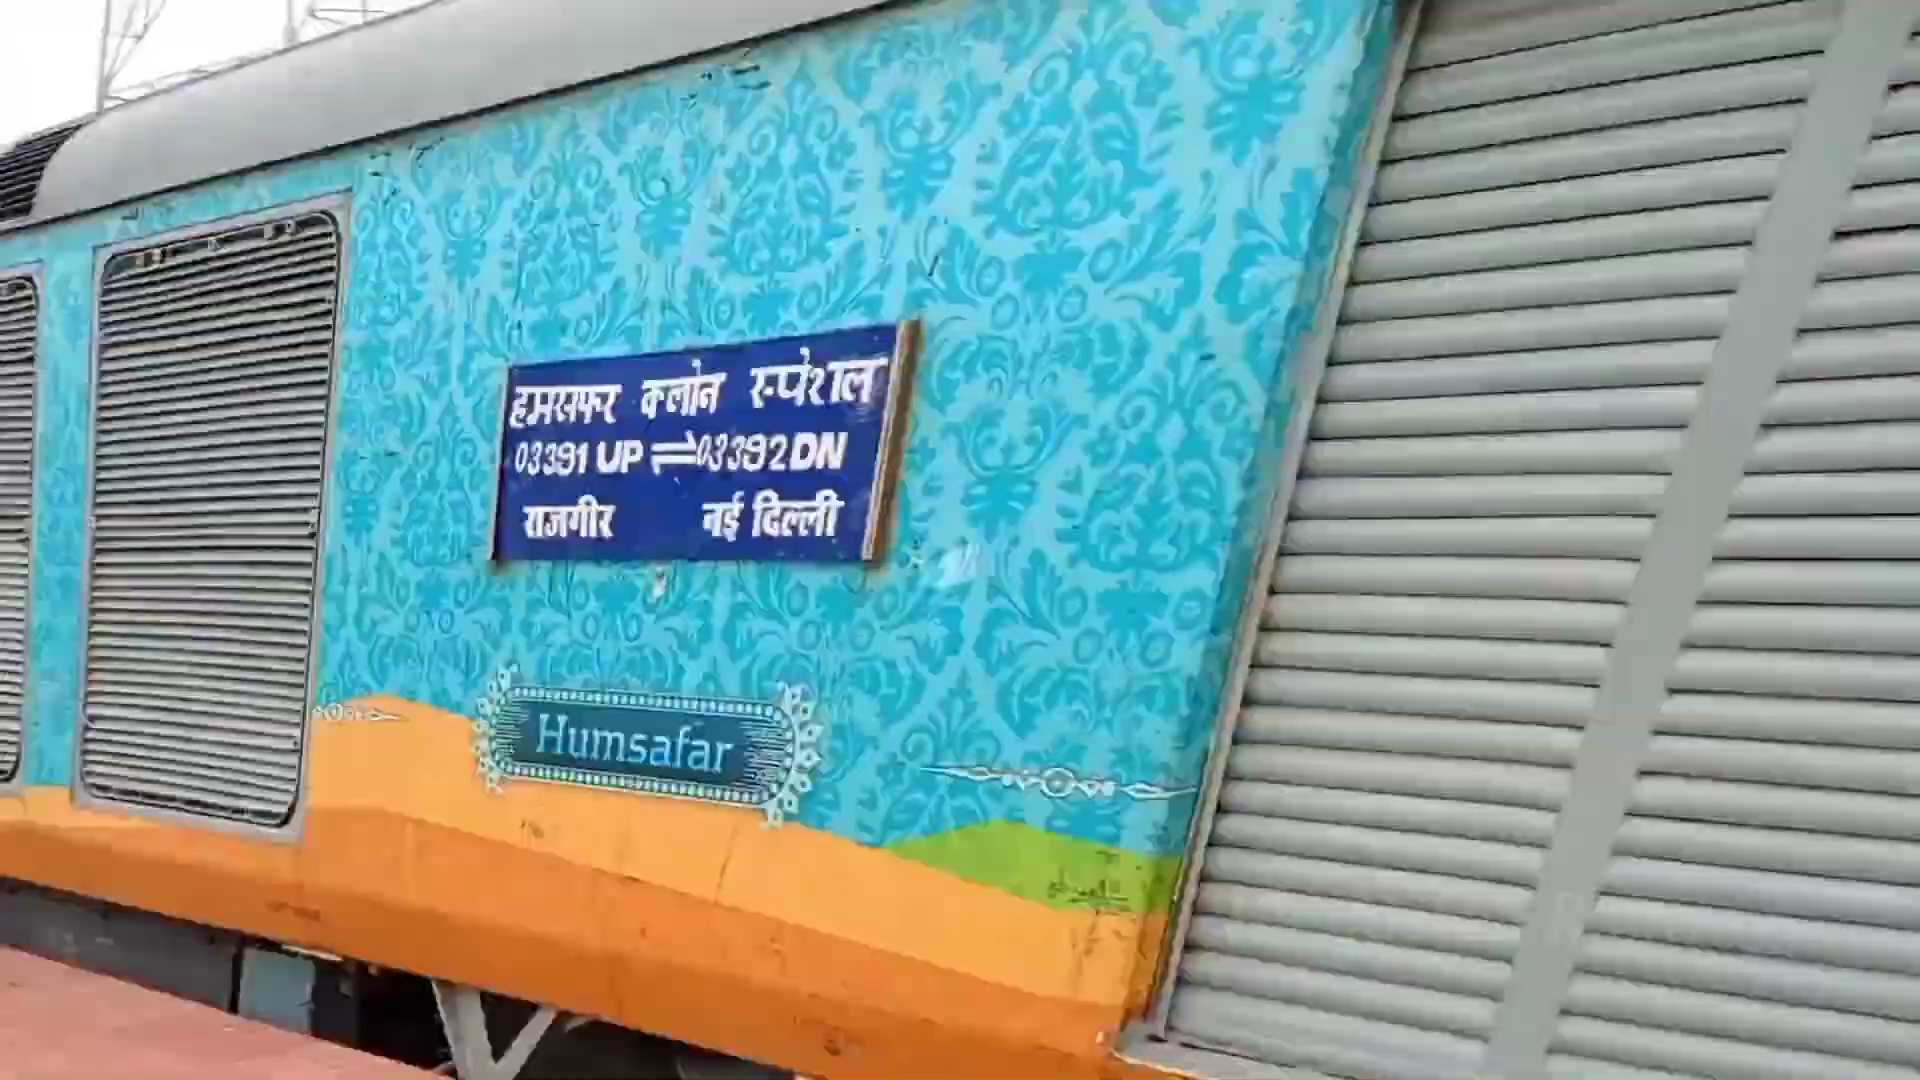 हमसफर क्लोन स्पेशल
03391 UP ⇌ 03392 DN
राजगीर नई दिल्ली
Humsafar